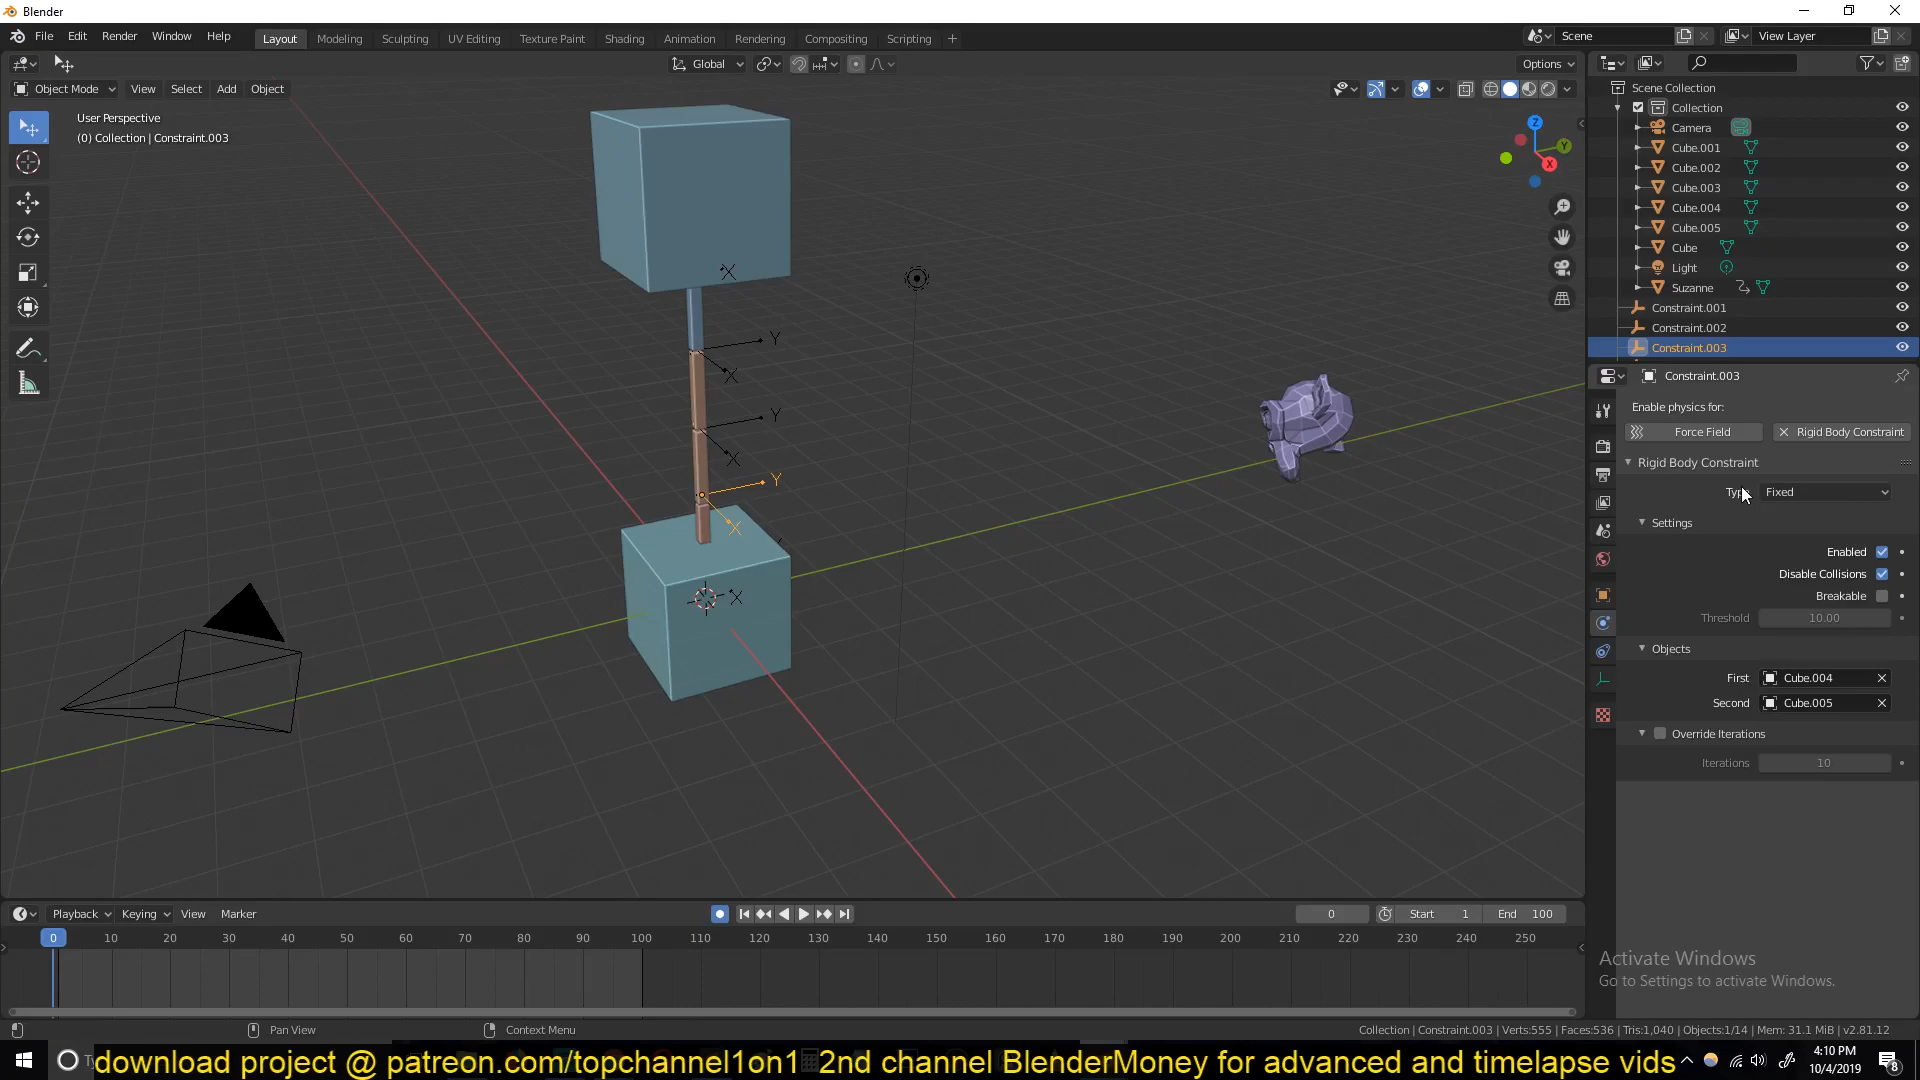 Blender
File Edit Render Window Help
Layout Modeling Sculpting UV Editing Texture Paint Shading Animation Rendering Compositing Scripting +
Scene View Layer
Global Options
Object Mode View Select Add Object
User Perspective
(0) Collection | Constraint.003
Z
Y
X
X
Y
X
Y
X
Y
X
X
Scene Collection
Collection
Camera
Cube.001
Cube.002
Cube.003
Cube.004
Cube.005
Cube
Light
Suzanne
Constraint.001
Constraint.002
Constraint.003
Constraint.003
Enable physics for:
Force Field Rigid Body Constraint
Rigid Body Constraint
Fixed
Settings
Enabled
Disable Collisions
Breakable
Threshold 10.00
Objects
First Cube.004
Second Cube.005
Override Iterations
Iterations 10
Playback Keying View Marker 0 Start 1 End 100
0 10 20 30 40 50 60 70 80 90 100 110 120 130 140 150 160 170 180 190 200 210 220 230 240 250
Activate Windows
Go to Settings to activate Windows.
Pan View Context Menu Collection | Constraint.003 | Verts:555 | Faces:536 | Tris:1,040 | Objects:1/14 | Mem: 31.1 MiB | v2.81.12
download project @ patreon.com/topchannel1on1 2nd channel BlenderMoney for advanced and timelapse vids
4:10 PM
10/4/2019
8